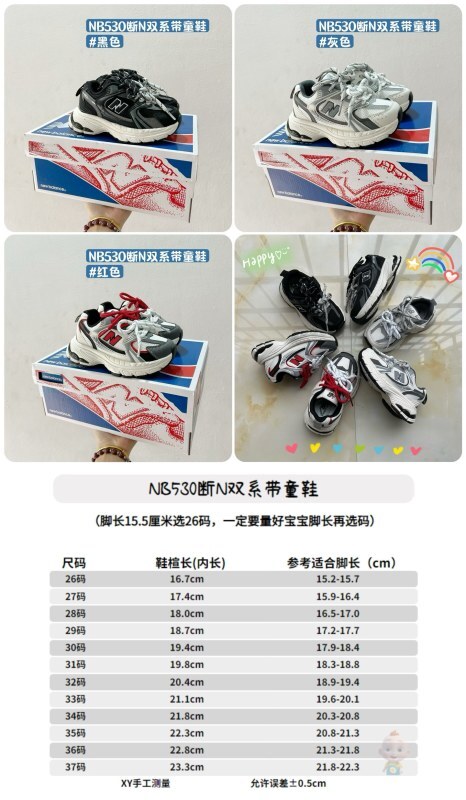 NB530断N双系带童鞋
#黑色
NB530断N双系带童鞋
#灰色
NB530断N双系带童鞋
#红色
Happy
NB530断N双系带童鞋
（脚长15.5厘米选26码，一定要量好宝宝脚长再选码）
尺码 鞋楦长(内长) 参考适合脚长（cm）
26码 16.7cm 15.2-15.7
27码 17.4cm 15.9-16.4
28码 18.0cm 16.5-17.0
29码 18.7cm 17.2-17.7
30码 19.4cm 17.9-18.4
31码 19.8cm 18.3-18.8
32码 20.4cm 18.9-19.4
33码 21.1cm 19.6-20.1
34码 21.8cm 20.3-20.8
35码 22.3cm 20.8-21.3
36码 22.8cm 21.3-21.8
37码 23.3cm 21.8-22.3
XY手工测量 允许误差±0.5cm